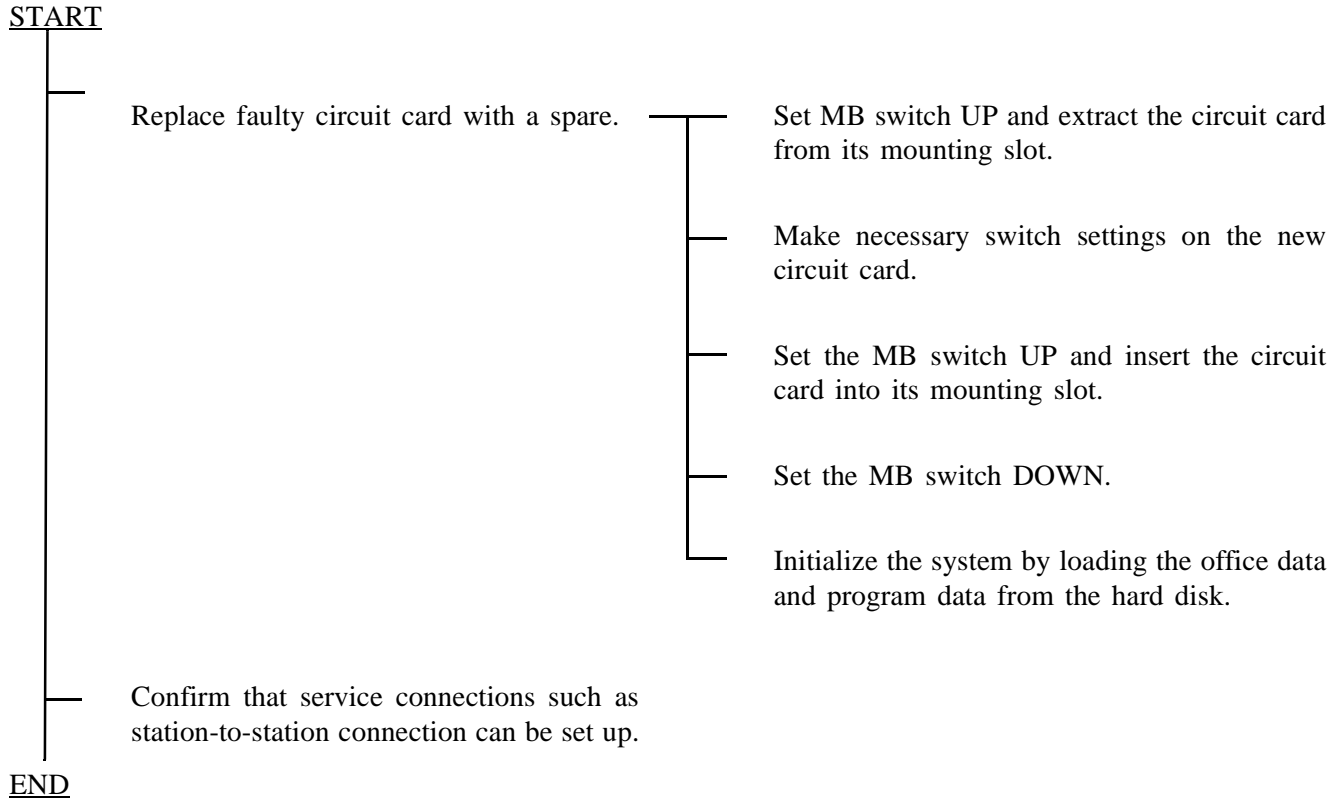 START
Replace faulty circuit card with a spare.
Set MB switch UP and extract the circuit card
from its mounting slot.
Make necessary switch settings on the new
circuit card.
Set the MB switch UP and insert the circuit
card into its mounting slot.
Set the MB switch DOWN.
Initialize the system by loading the office data
and program data from the hard disk.
Confirm that service connections such as
station-to-station connection can be set up.
END